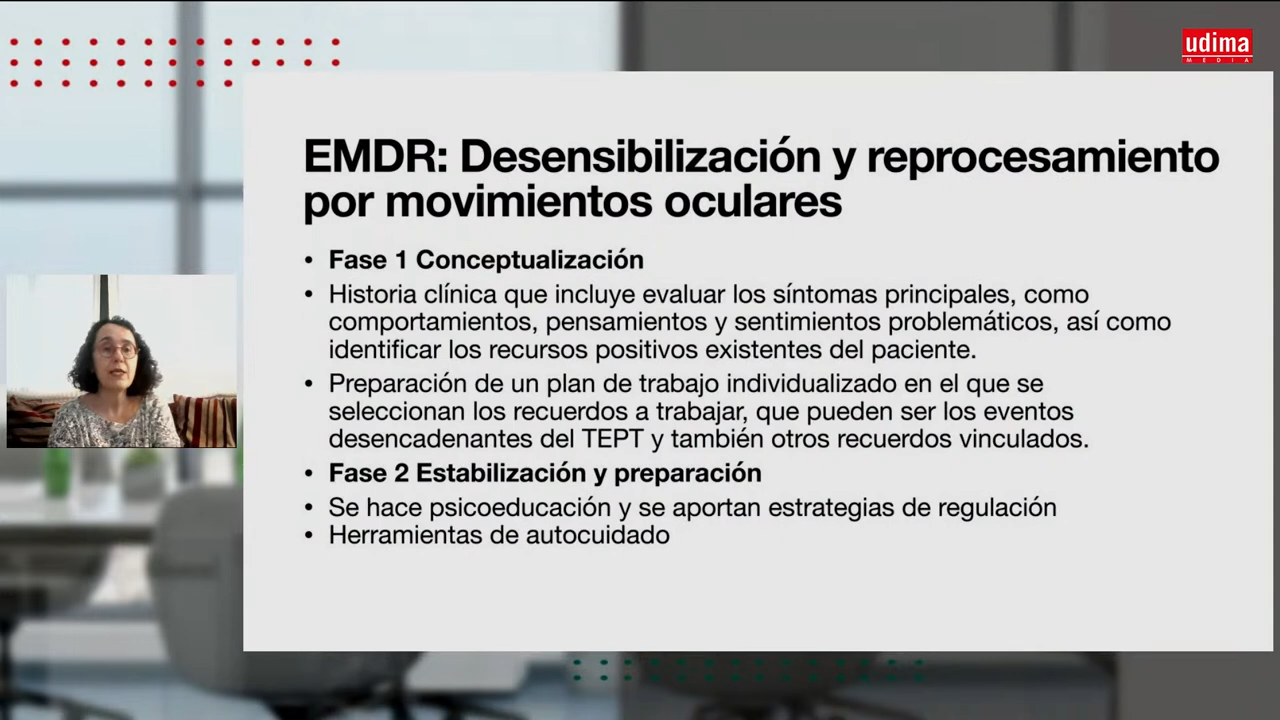 udima
MEDIA
EMDR: Desensibilización y reprocesamiento
por movimientos oculares
• Fase 1 Conceptualización
• Historia clínica que incluye evaluar los síntomas principales, como
comportamientos, pensamientos y sentimientos problemáticos, así como
identificar los recursos positivos existentes del paciente.
• Preparación de un plan de trabajo individualizado en el que se
seleccionan los recuerdos a trabajar, que pueden ser los eventos
desencadenantes del TEPT y también otros recuerdos vinculados.
• Fase 2 Estabilización y preparación
• Se hace psicoeducación y se aportan estrategias de regulación
• Herramientas de autocuidado